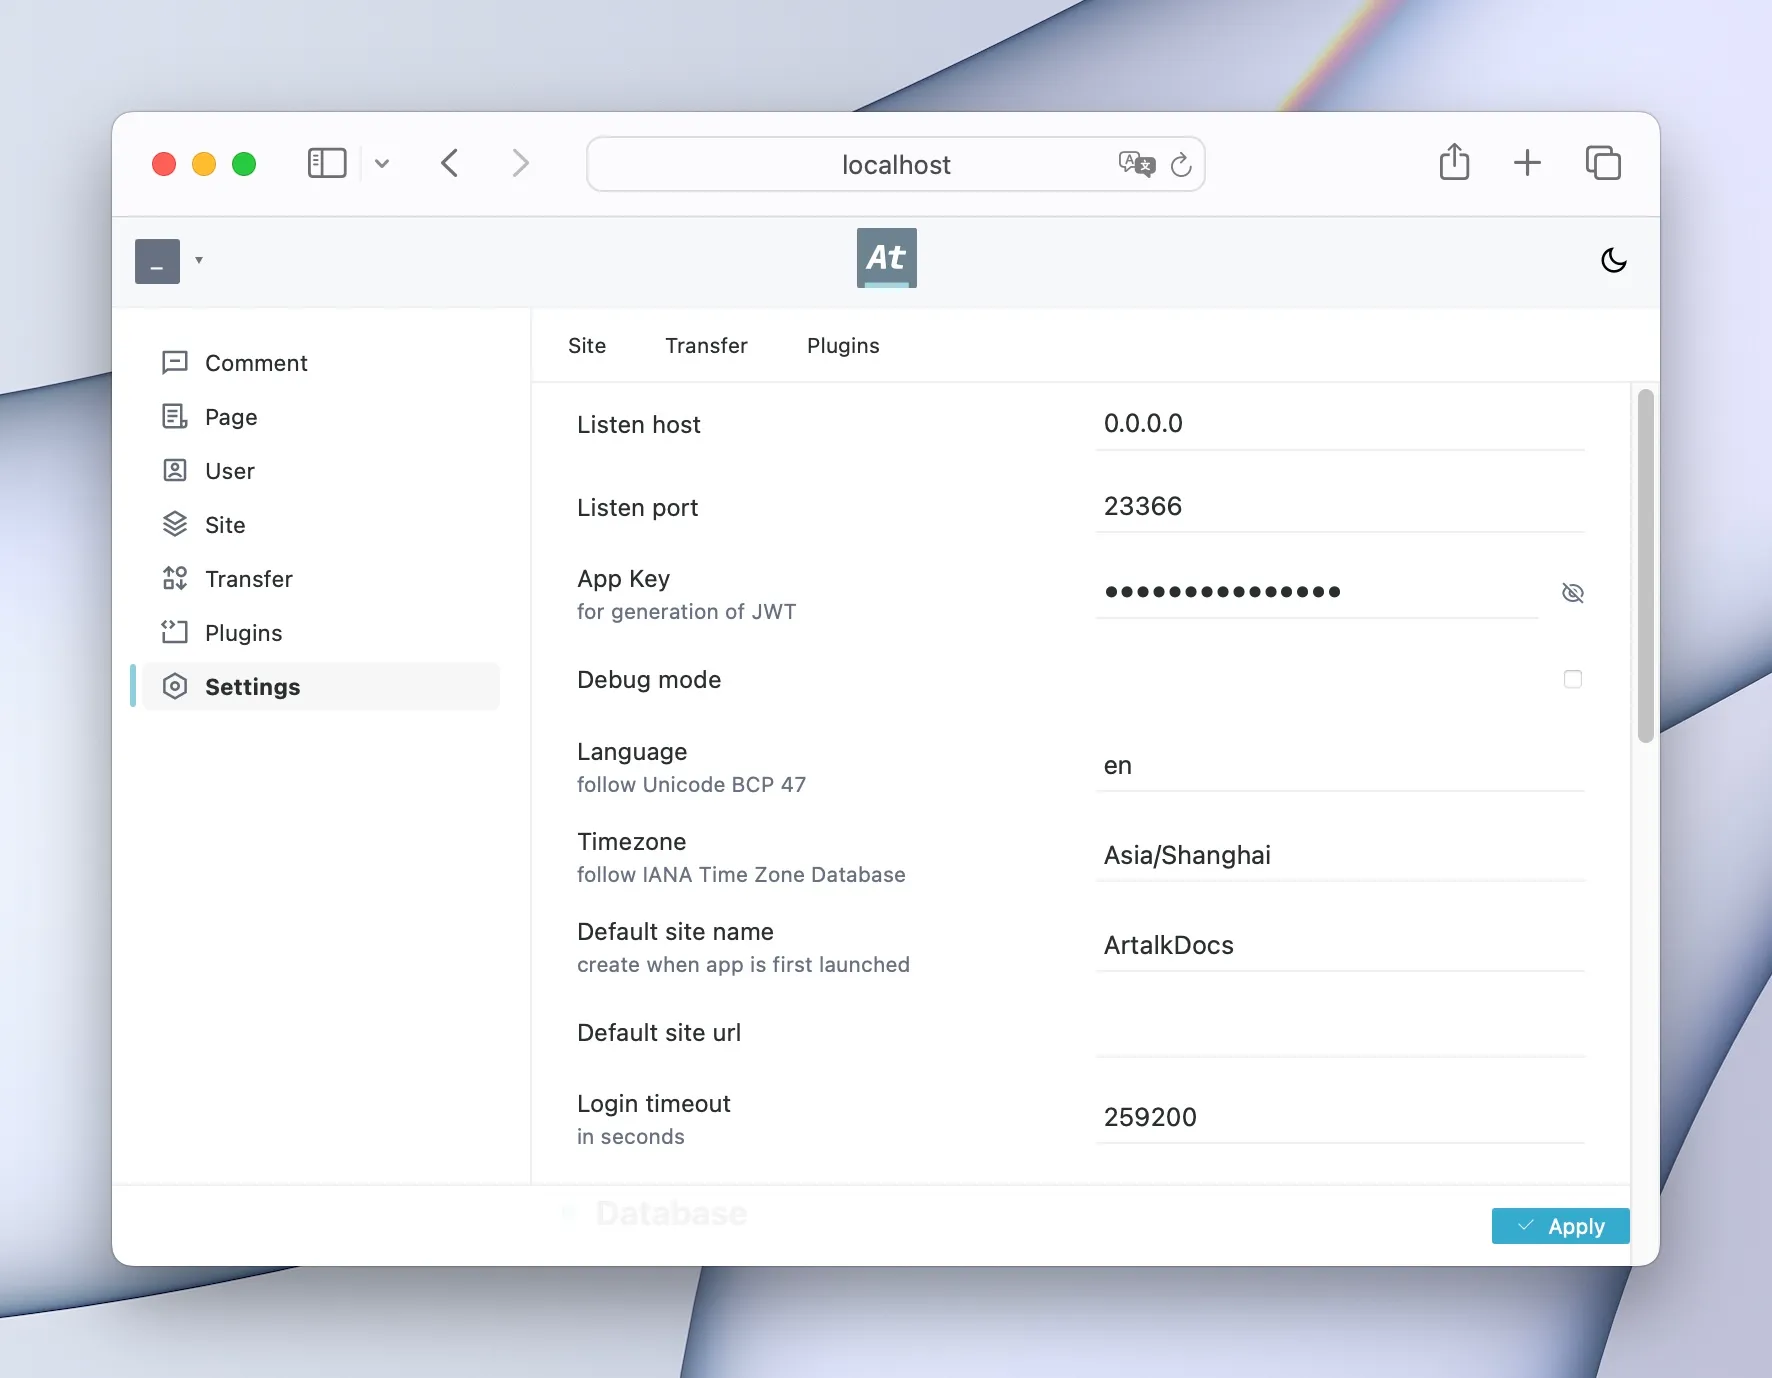 localhost
_
At
Comment
Page
User
Site
Transfer
Plugins
Settings
Site Transfer Plugins
Listen host 0.0.0.0
Listen port 23366
App Key
for generation of JWT
Debug mode
Language
follow Unicode BCP 47
en
Timezone
follow IANA Time Zone Database
Asia/Shanghai
Default site name
create when app is first launched
ArtalkDocs
Default site url
Login timeout
in seconds
259200
Database
Apply